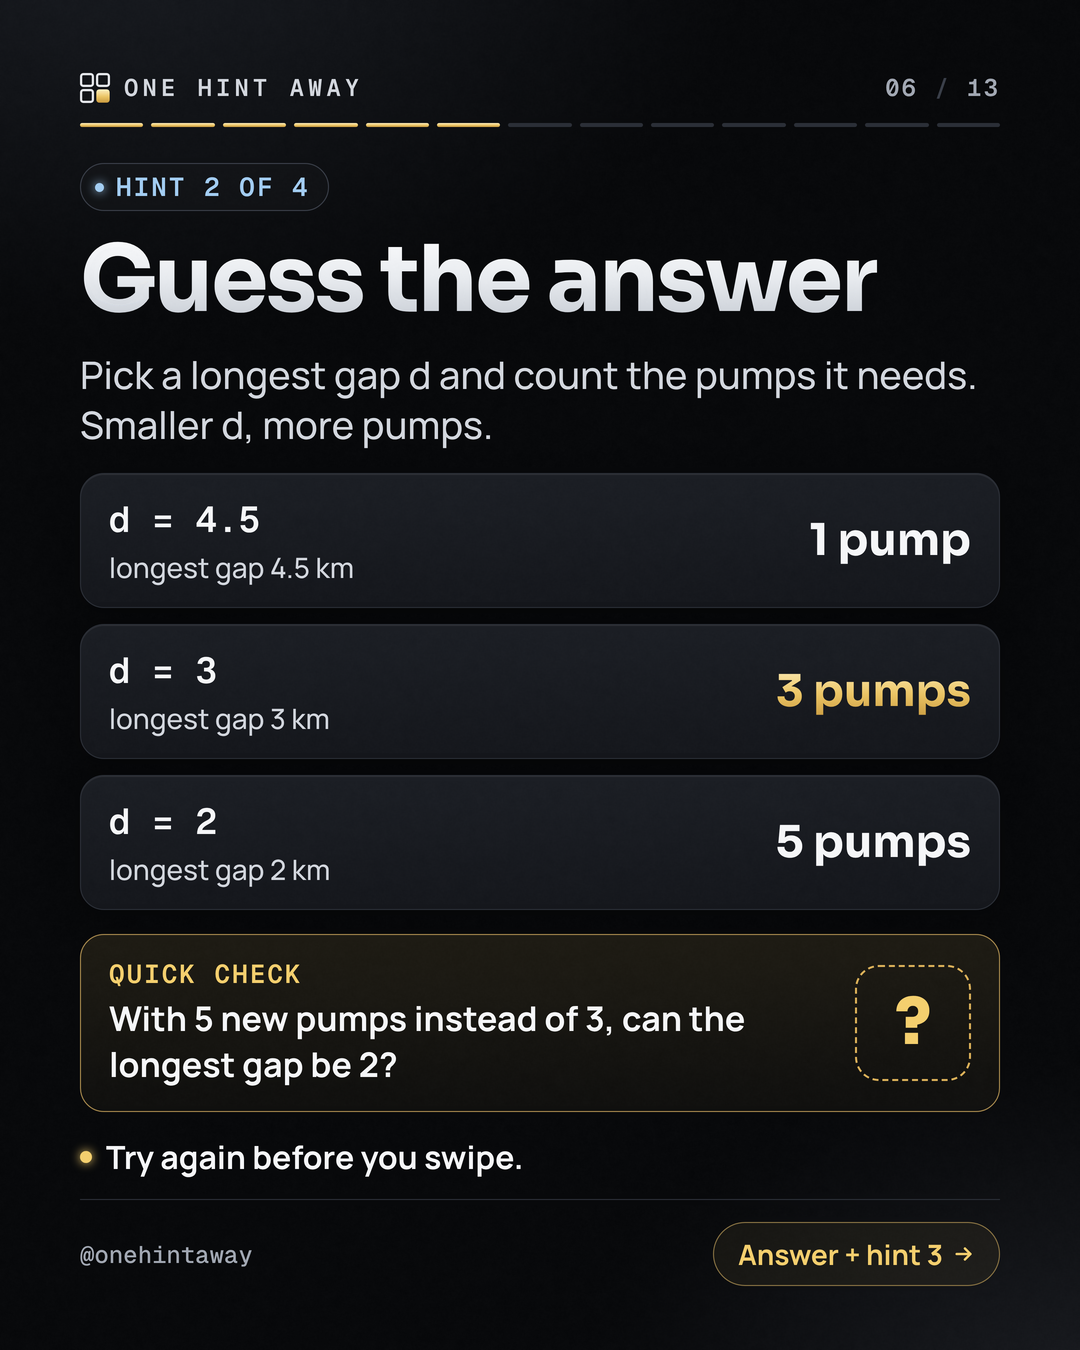 ONE HINT AWAY
06 / 13
HINT 2 OF 4
Guess the answer
Pick a longest gap d and count the pumps it needs.
Smaller d, more pumps.
d = 4.5
longest gap 4.5 km
1 pump
d = 3
longest gap 3 km
3 pumps
d = 2
longest gap 2 km
5 pumps
QUICK CHECK
With 5 new pumps instead of 3, can the
longest gap be 2?
?
Try again before you swipe.
@onehintaway
Answer + hint 3 →